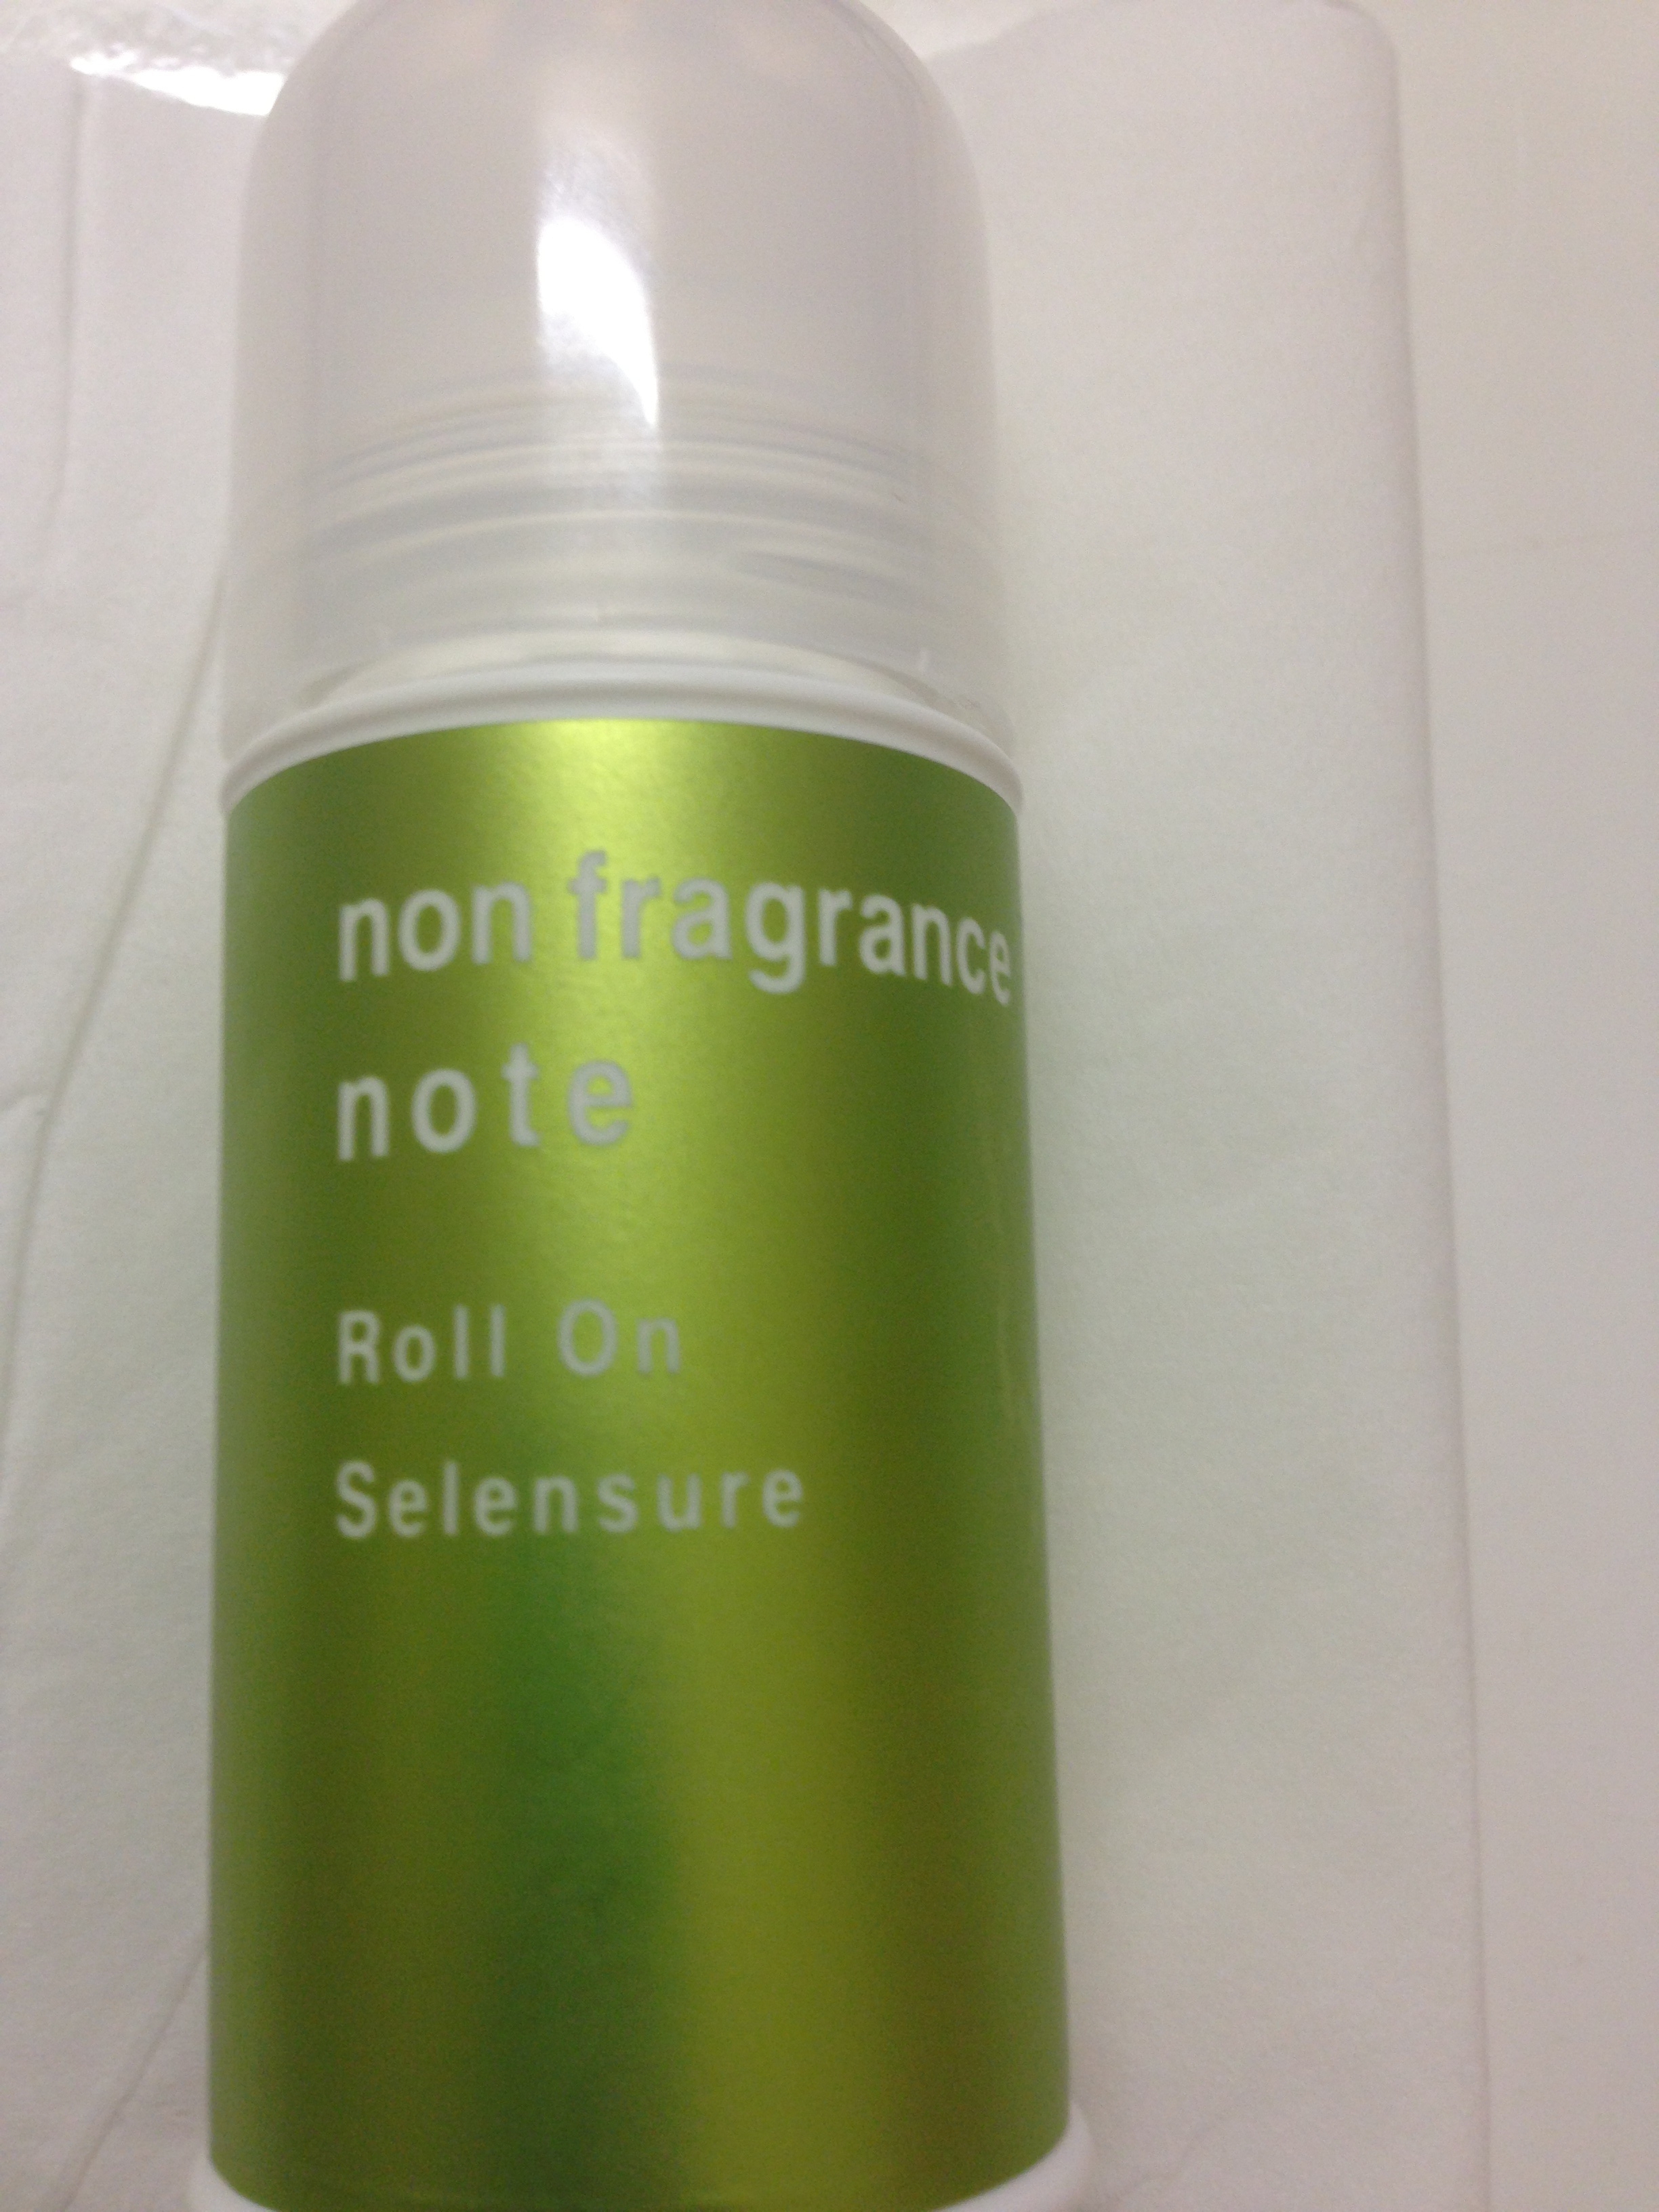 non fragrance
note
Roll On
Selensure